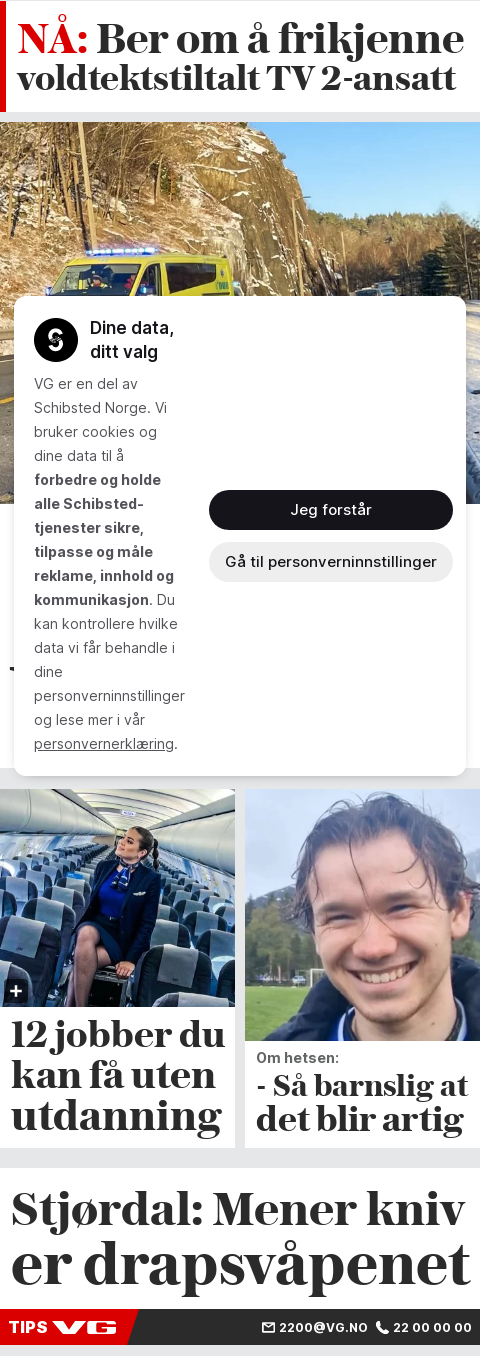 NÅ: Ber om å frikjenne
voldtektstiltalt TV 2-ansatt
Dine data,
ditt valg
VG er en del av
Schibsted Norge. Vi
bruker cookies og
dine data til å
forbedre og holde
alle Schibsted-
tjenester sikre,
tilpasse og måle
reklame, innhold og
kommunikasjon. Du
kan kontrollere hvilke
data vi får behandle i
dine
personverninnstillinger
og lese mer i vår
personvernerklæring.
Jeg forstår
Gå til personverninnstillinger
12 jobber du
kan få uten
utdanning
Om hetsen:
- Så barnslig at
det blir artig
Stjørdal: Mener kniv
er drapsvåpenet
TIPS VG
2200@VG.NO
22 00 00 00